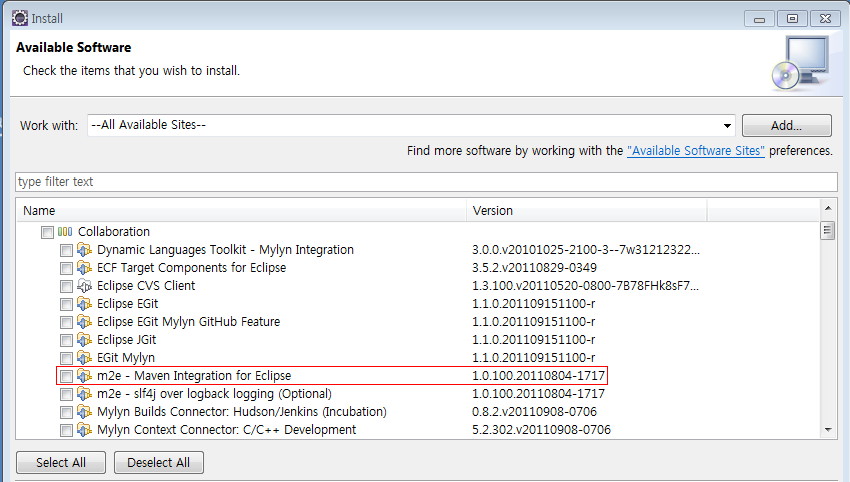 Install
Available Software
Check the items that you wish to install.
Work with: --All Available Sites-- Add...
Find more software by working with the "Available Software Sites" preferences.
type filter text
Name Version
Collaboration
Dynamic Languages Toolkit - Mylyn Integration 3.0.0.v20101025-2100-3--7w31212322...
ECF Target Components for Eclipse 3.5.2.v20110829-0349
Eclipse CVS Client 1.3.100.v20110520-0800-7B78FHk8sF7...
Eclipse EGit 1.1.0.201109151100-r
Eclipse EGit Mylyn GitHub Feature 1.1.0.201109151100-r
Eclipse JGit 1.1.0.201109151100-r
EGit Mylyn 1.1.0.201109151100-r
m2e - Maven Integration for Eclipse 1.0.100.20110804-1717
m2e - slf4j over logback logging (Optional) 1.0.100.20110804-1717
Mylyn Builds Connector: Hudson/Jenkins (Incubation) 0.8.2.v20110908-0706
Mylyn Context Connector: C/C++ Development 5.2.302.v20110908-0706
Select All Deselect All